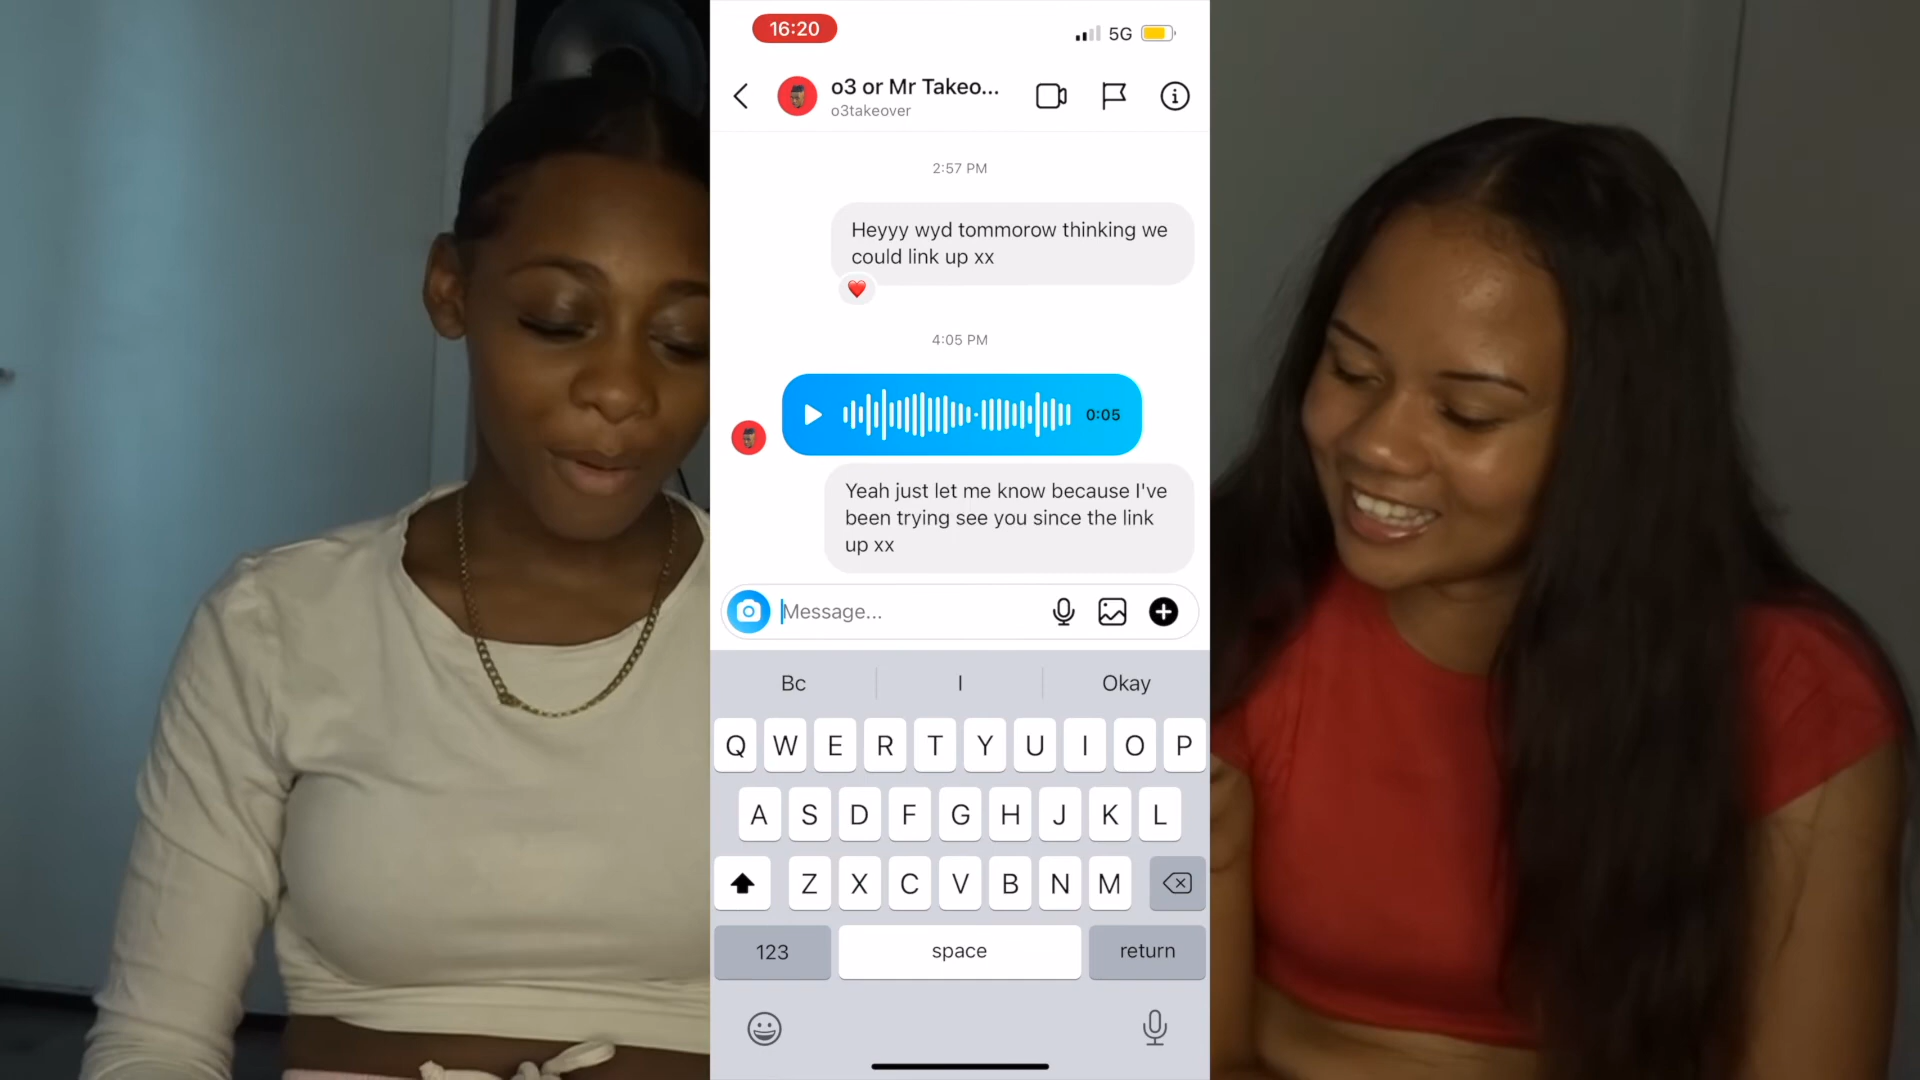 16:20
5G
o3 or Mr Takeo...
o3takeover
2:57 PM
Heyyy wyd tommorow thinking we
could link up xx
4:05 PM
0:05
Yeah just let me know because I've
been trying see you since the link
up xx
Message...
Bc I Okay
Q W E R T Y U I O P
A S D F G H J K L
Z X C V B N M
123 space return